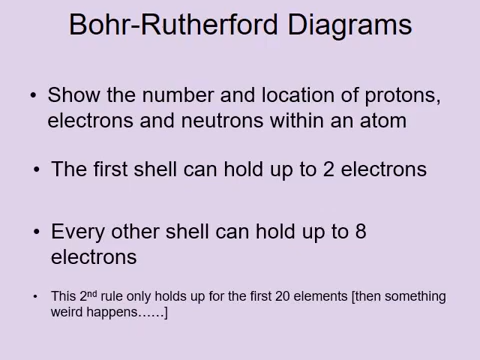 Bohr-Rutherford Diagrams
• Show the number and location of protons,
electrons and neutrons within an atom
• The first shell can hold up to 2 electrons
• Every other shell can hold up to 8
electrons
• This 2nd rule only holds up for the first 20 elements [then something
weird happens……]